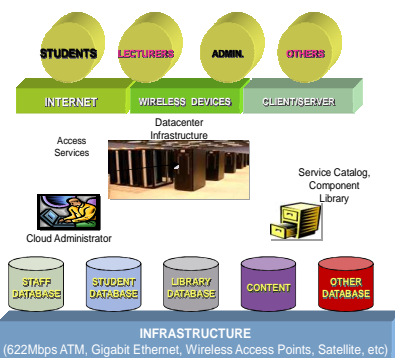 STUDENTS
LECTURERS
ADMIN.
OTHERS
INTERNET
WIRELESS DEVICES
CLIENT/SERVER
Datacenter
Infrastructure
Access
Services
Service Catalog,
Component
Library
Cloud Administrator
STAFF
DATABASE
STUDENT
DATABASE
LIBRARY
DATABASE
CONTENT
OTHER
DATABASE
INFRASTRUCTURE
(622Mbps ATM, Gigabit Ethernet, Wireless Access Points, Satellite, etc)